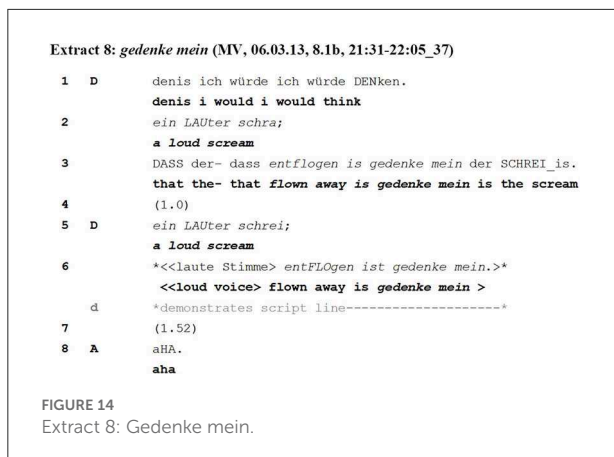 Extract 8: gedenke mein (MV, 06.03.13, 8.1b, 21:31-22:05_37)
1 D denis ich würde ich würde DENken.
denis i would i would think
2 ein LAUter schra;
a loud scream
3 DASS der- dass entflogen is gedenke mein der SCHREI_is.
that the- that flown away is gedenke mein is the scream
4 (1.0)
5 D ein LAUter schrei;
a loud scream
6 *<<laute Stimme> entFLOgen ist gedenke mein.>*
<<loud voice> flown away is gedenke mein >
d *demonstrates script line--------------------*
7 (1.52)
8 A aHA.
aha
FIGURE 14
Extract 8: Gedenke mein.